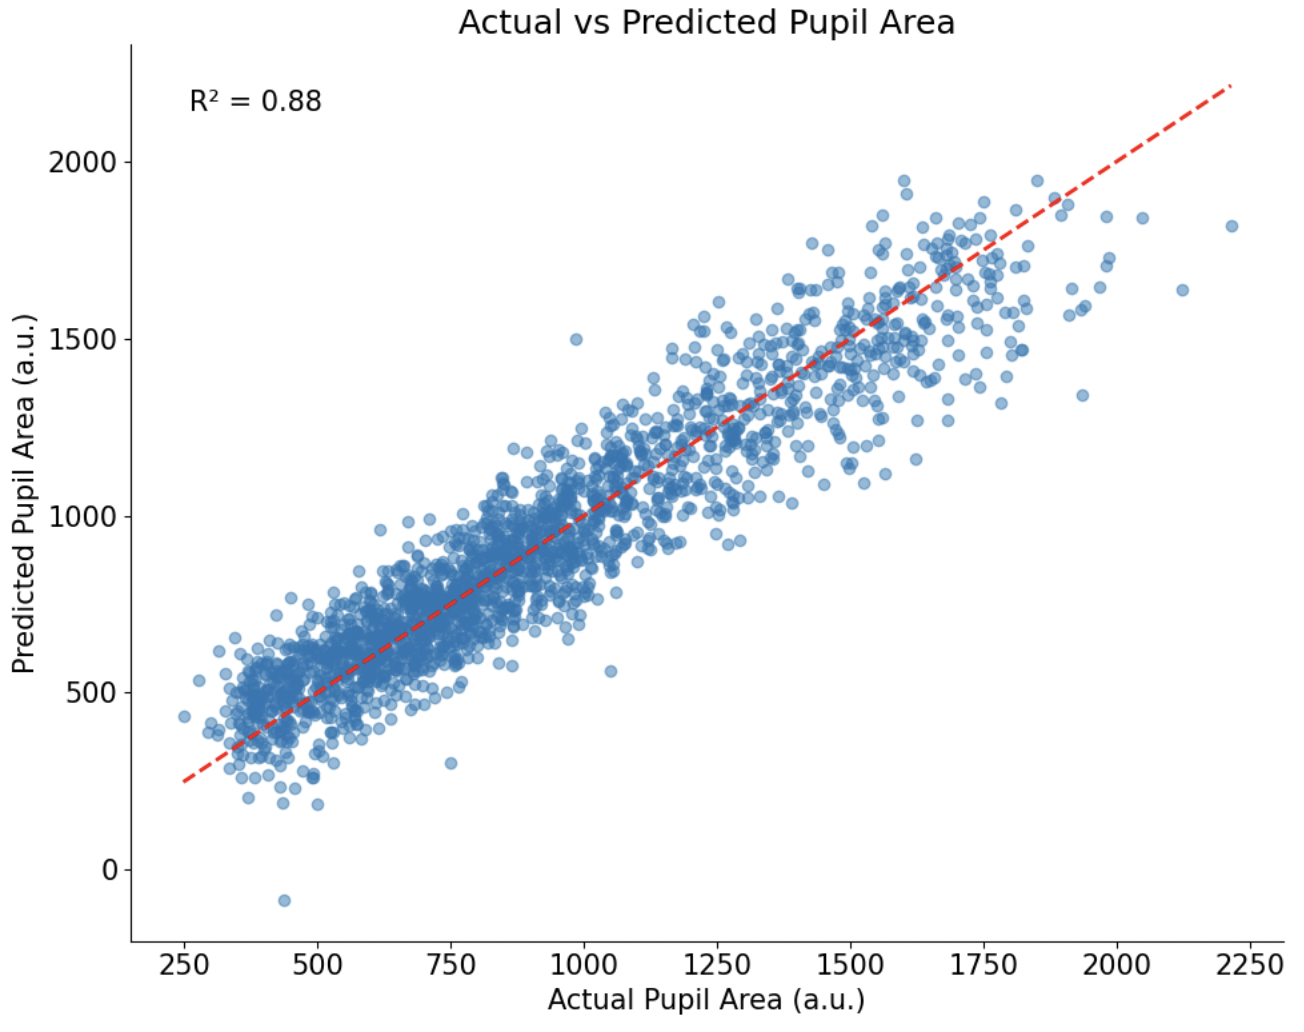 Actual vs Predicted Pupil Area
R² = 0.88
Predicted Pupil Area (a.u.)
2000
1500
1000
500
0
250 500 750 1000 1250 1500 1750 2000 2250
Actual Pupil Area (a.u.)